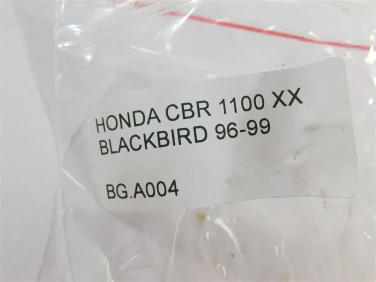 HONDA CBR 1100 XX
BLACKBIRD 96-99
BG.A004